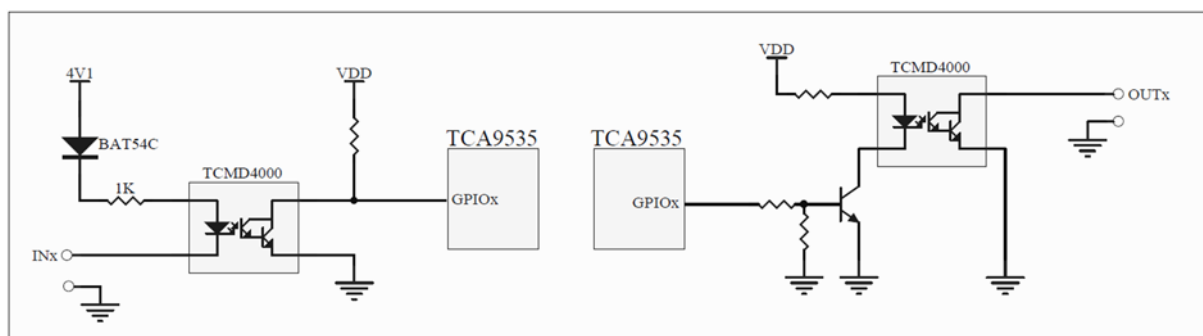 4V1
BAT54C
1K
TCMD4000
INx
VDD
TCA9535
GPIOx
TCA9535
GPIOx
VDD
TCMD4000
OUTx